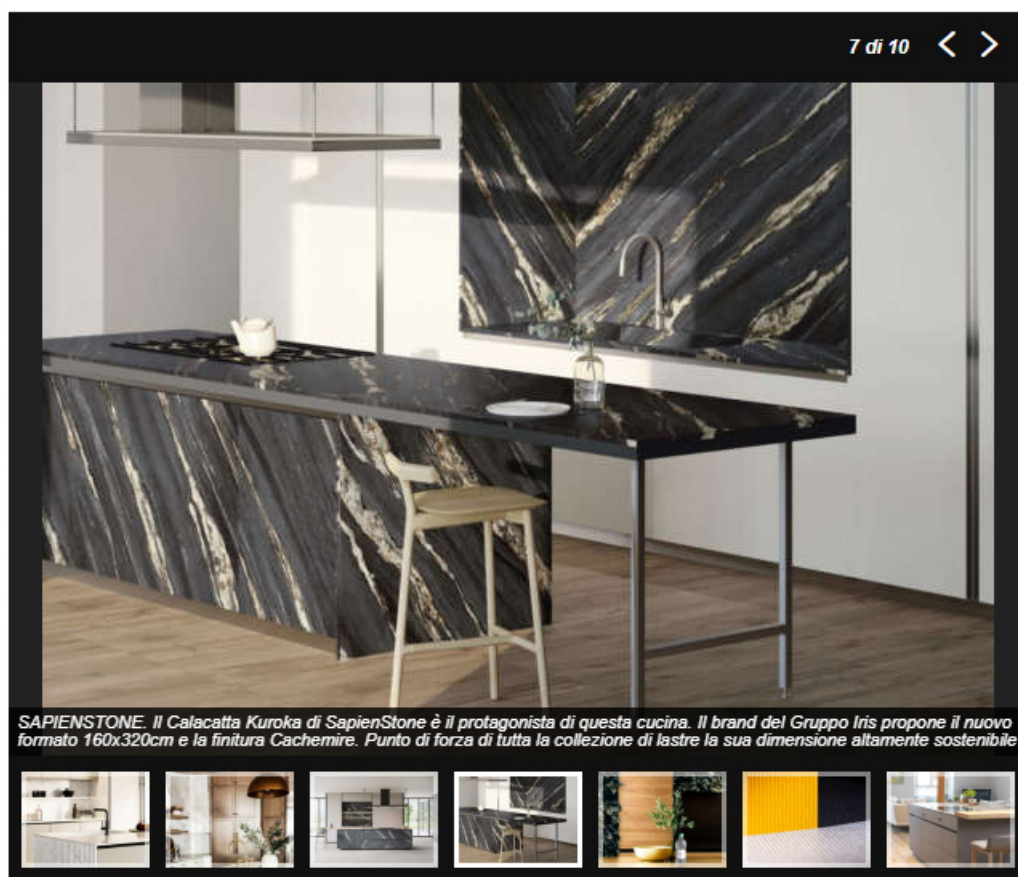 7 di 10
SAPIENSTONE. Il Calacatta Kuroka di SapienStone è il protagonista di questa cucina. Il brand del Gruppo Iris propone il nuovo
formato 160x320cm e la finitura Cachemire. Punto di forza di tutta la collezione di lastre la sua dimensione altamente sostenibile